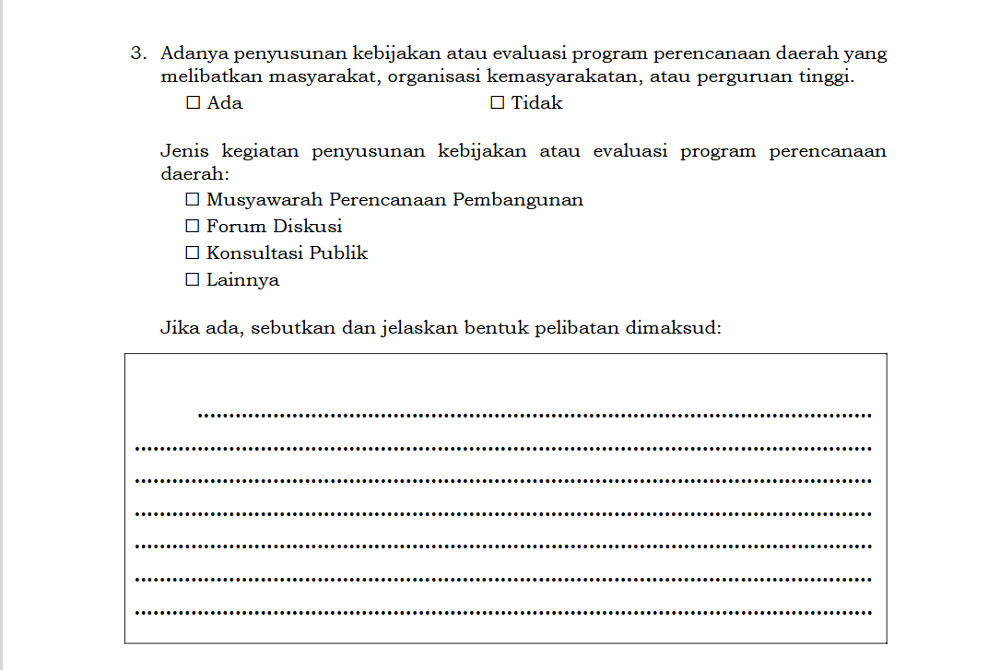 3. Adanya penyusunan kebijakan atau evaluasi program perencanaan daerah yang
melibatkan masyarakat, organisasi kemasyarakatan, atau perguruan tinggi.
☐ Ada ☐ Tidak
Jenis kegiatan penyusunan kebijakan atau evaluasi program perencanaan
daerah:
☐ Musyawarah Perencanaan Pembangunan
☐ Forum Diskusi
☐ Konsultasi Publik
☐ Lainnya
Jika ada, sebutkan dan jelaskan bentuk pelibatan dimaksud: